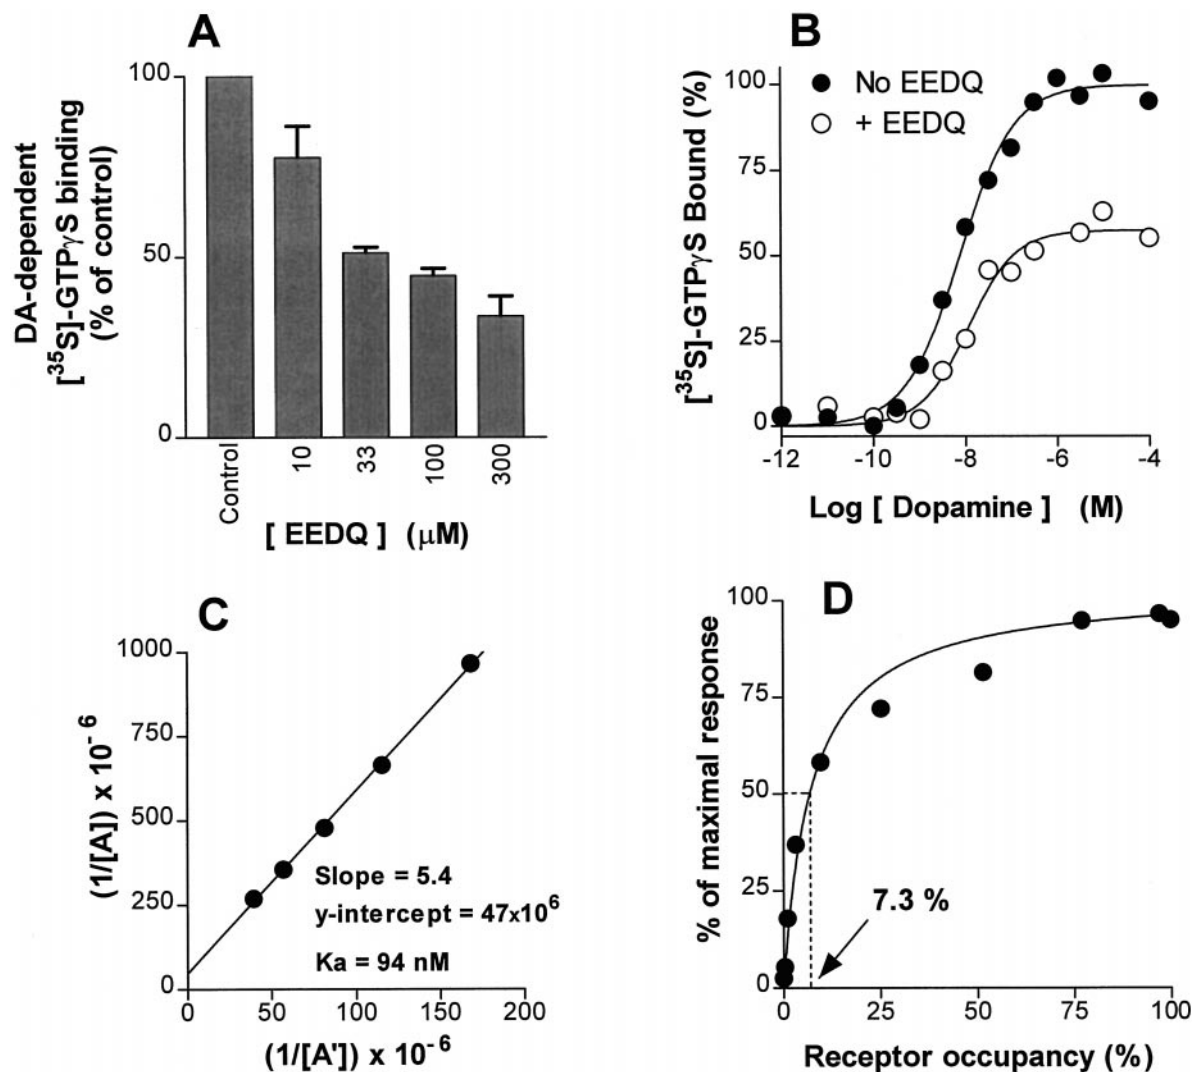 A
DA-dependent
[³⁵S]-GTPγS binding
(% of control)
100
50
0
Control
10
33
100
300
[ EEDQ ] (μM)
B
[³⁵S]-GTPγS Bound (%)
100
75
50
25
0
No EEDQ
+ EEDQ
-12
-10
-8
-6
-4
Log [ Dopamine ] (M)
C
(1/[A]) x 10⁻⁶
1000
750
500
250
0
Slope = 5.4
y-intercept = 47x10⁶
Ka = 94 nM
0
50
100
150
200
(1/[A']) x 10⁻⁶
D
% of maximal response
100
75
50
25
0
7.3 %
0
25
50
75
100
Receptor occupancy (%)